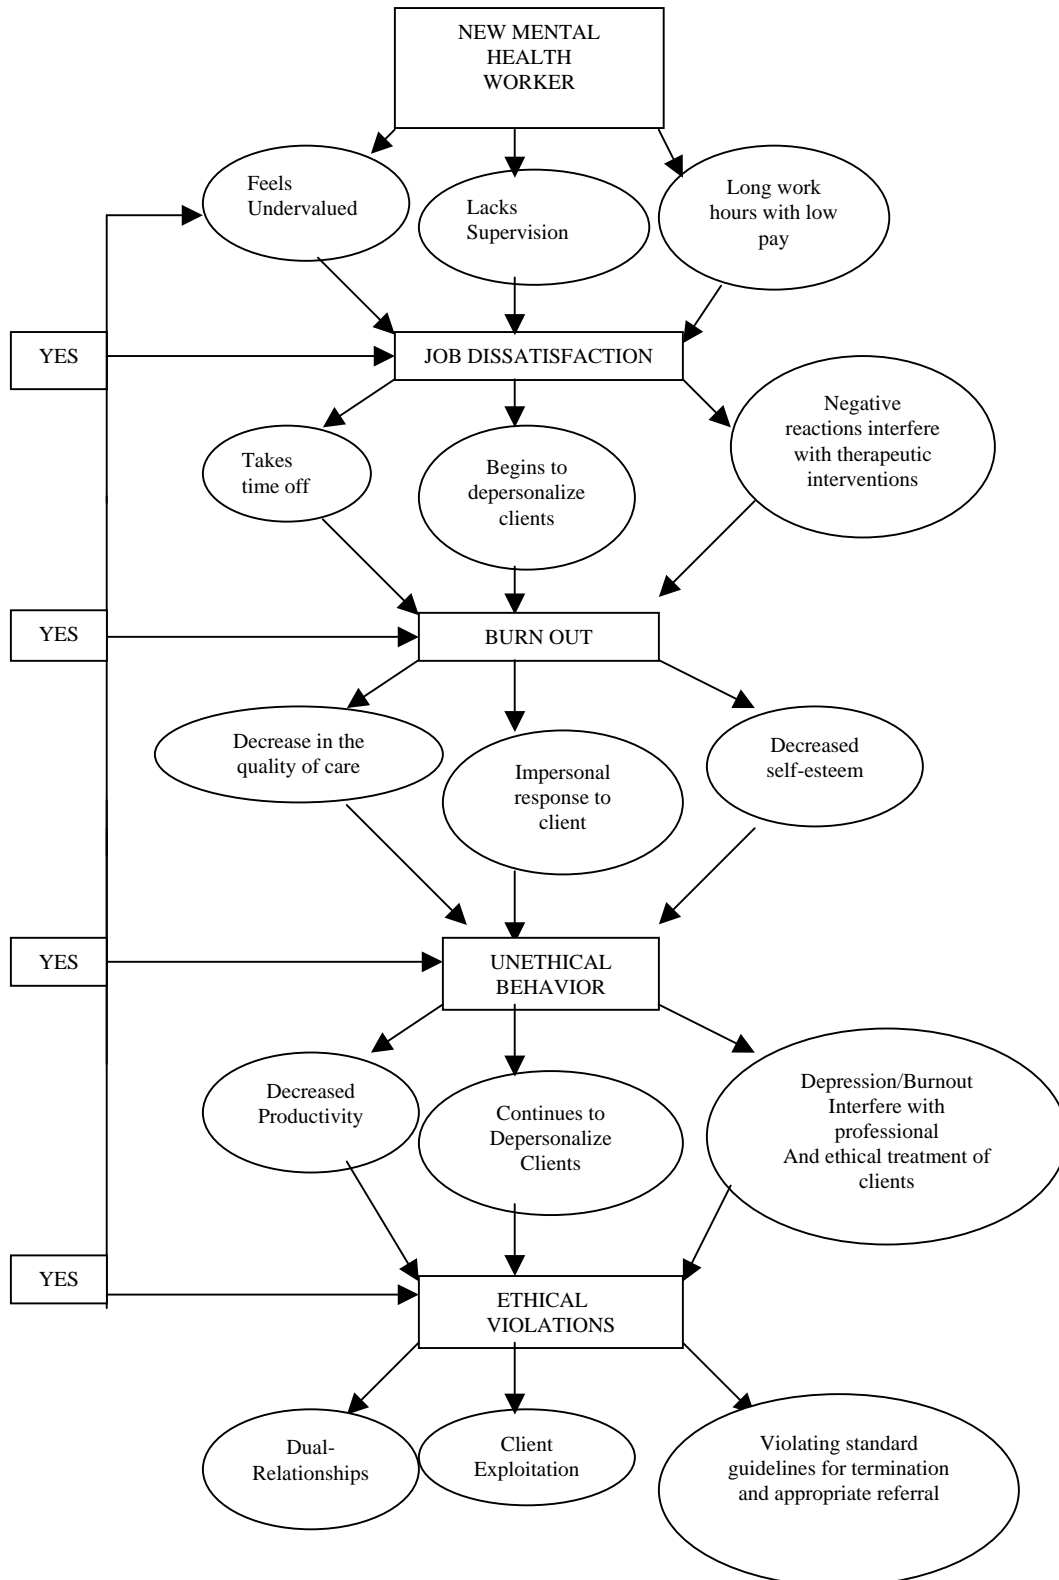 NEW MENTAL
HEALTH
WORKER
Feels
Undervalued
Lacks
Supervision
Long work
hours with low
pay
YES
JOB DISSATISFACTION
Takes
time off
Begins to
depersonalize
clients
Negative
reactions interfere
with therapeutic
interventions
YES
BURN OUT
Decrease in the
quality of care
Impersonal
response to
client
Decreased
self-esteem
YES
UNETHICAL
BEHAVIOR
Decreased
Productivity
Continues to
Depersonalize
Clients
Depression/Burnout
Interfere with
professional
And ethical treatment of
clients
YES
ETHICAL
VIOLATIONS
Dual-
Relationships
Client
Exploitation
Violating standard
guidelines for termination
and appropriate referral